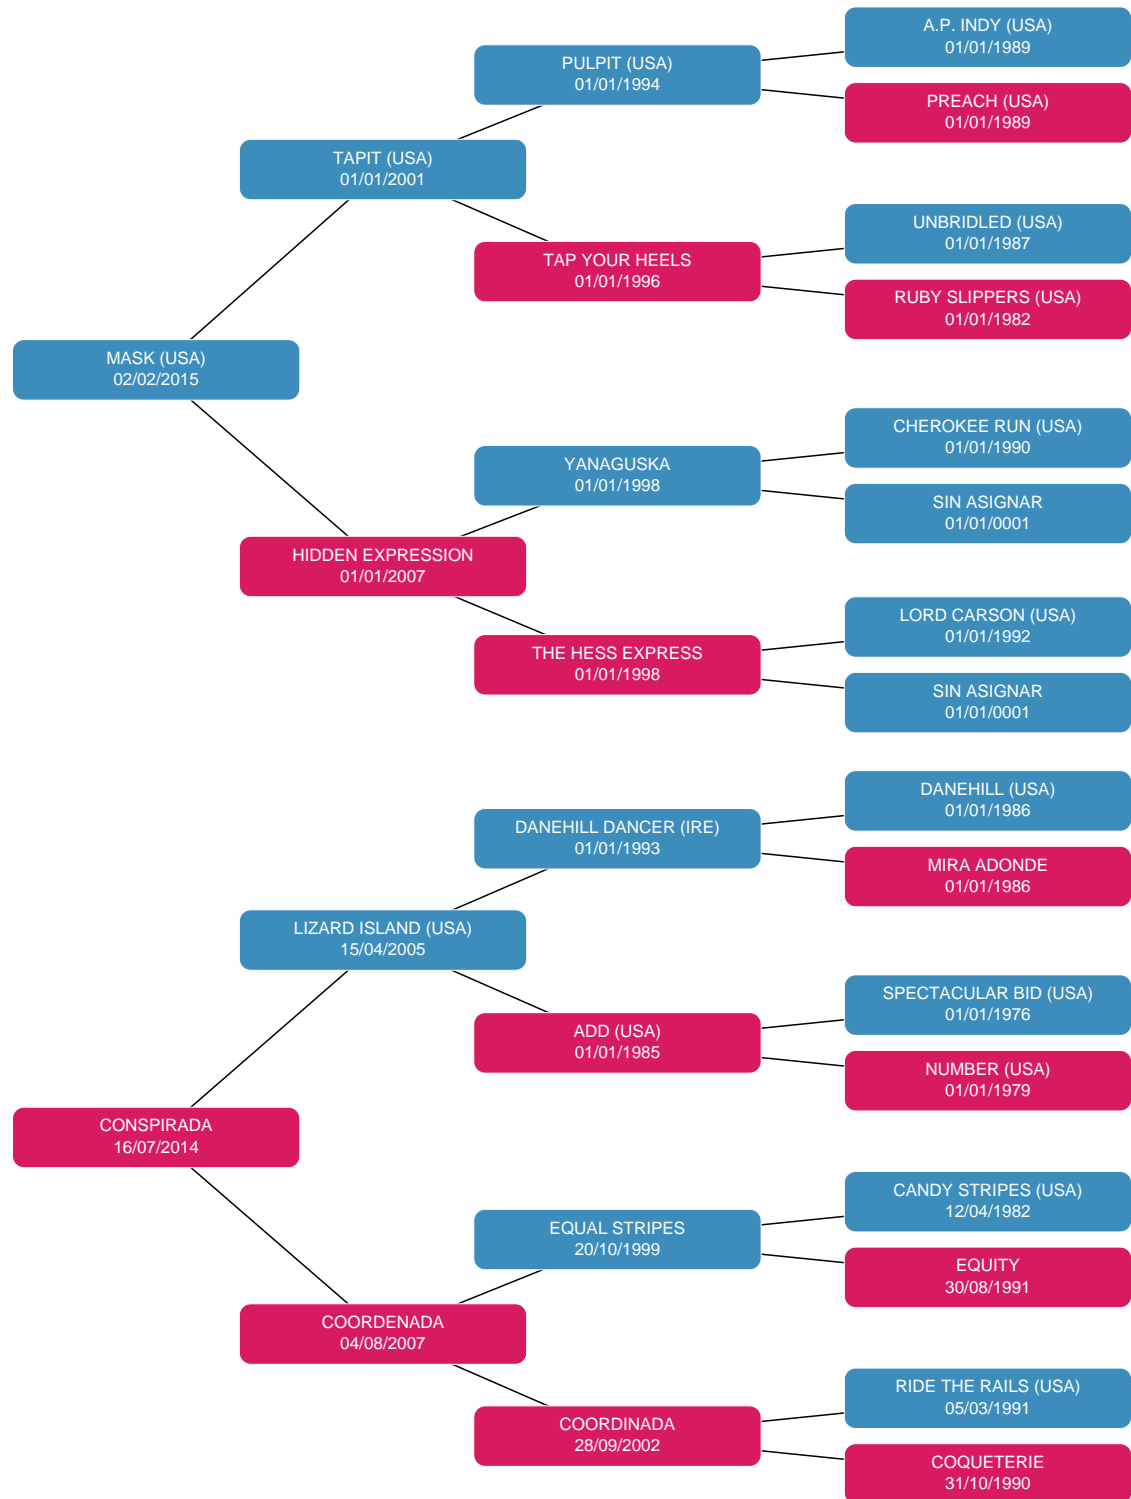 A.P. INDY (USA)
01/01/1989
PULPIT (USA)
01/01/1994
PREACH (USA)
01/01/1989
TAPIT (USA)
01/01/2001
UNBRIDLED (USA)
01/01/1987
TAP YOUR HEELS
01/01/1996
RUBY SLIPPERS (USA)
01/01/1982
MASK (USA)
02/02/2015
CHEROKEE RUN (USA)
01/01/1990
YANAGUSKA
01/01/1998
SIN ASIGNAR
01/01/0001
HIDDEN EXPRESSION
01/01/2007
LORD CARSON (USA)
01/01/1992
THE HESS EXPRESS
01/01/1998
SIN ASIGNAR
01/01/0001
DANEHILL (USA)
01/01/1986
DANEHILL DANCER (IRE)
01/01/1993
MIRA ADONDE
01/01/1986
LIZARD ISLAND (USA)
15/04/2005
SPECTACULAR BID (USA)
01/01/1976
ADD (USA)
01/01/1985
NUMBER (USA)
01/01/1979
CONSPIRADA
16/07/2014
CANDY STRIPES (USA)
12/04/1982
EQUAL STRIPES
20/10/1999
EQUITY
30/08/1991
COORDENADA
04/08/2007
RIDE THE RAILS (USA)
05/03/1991
COORDINADA
28/09/2002
COQUETERIE
31/10/1990